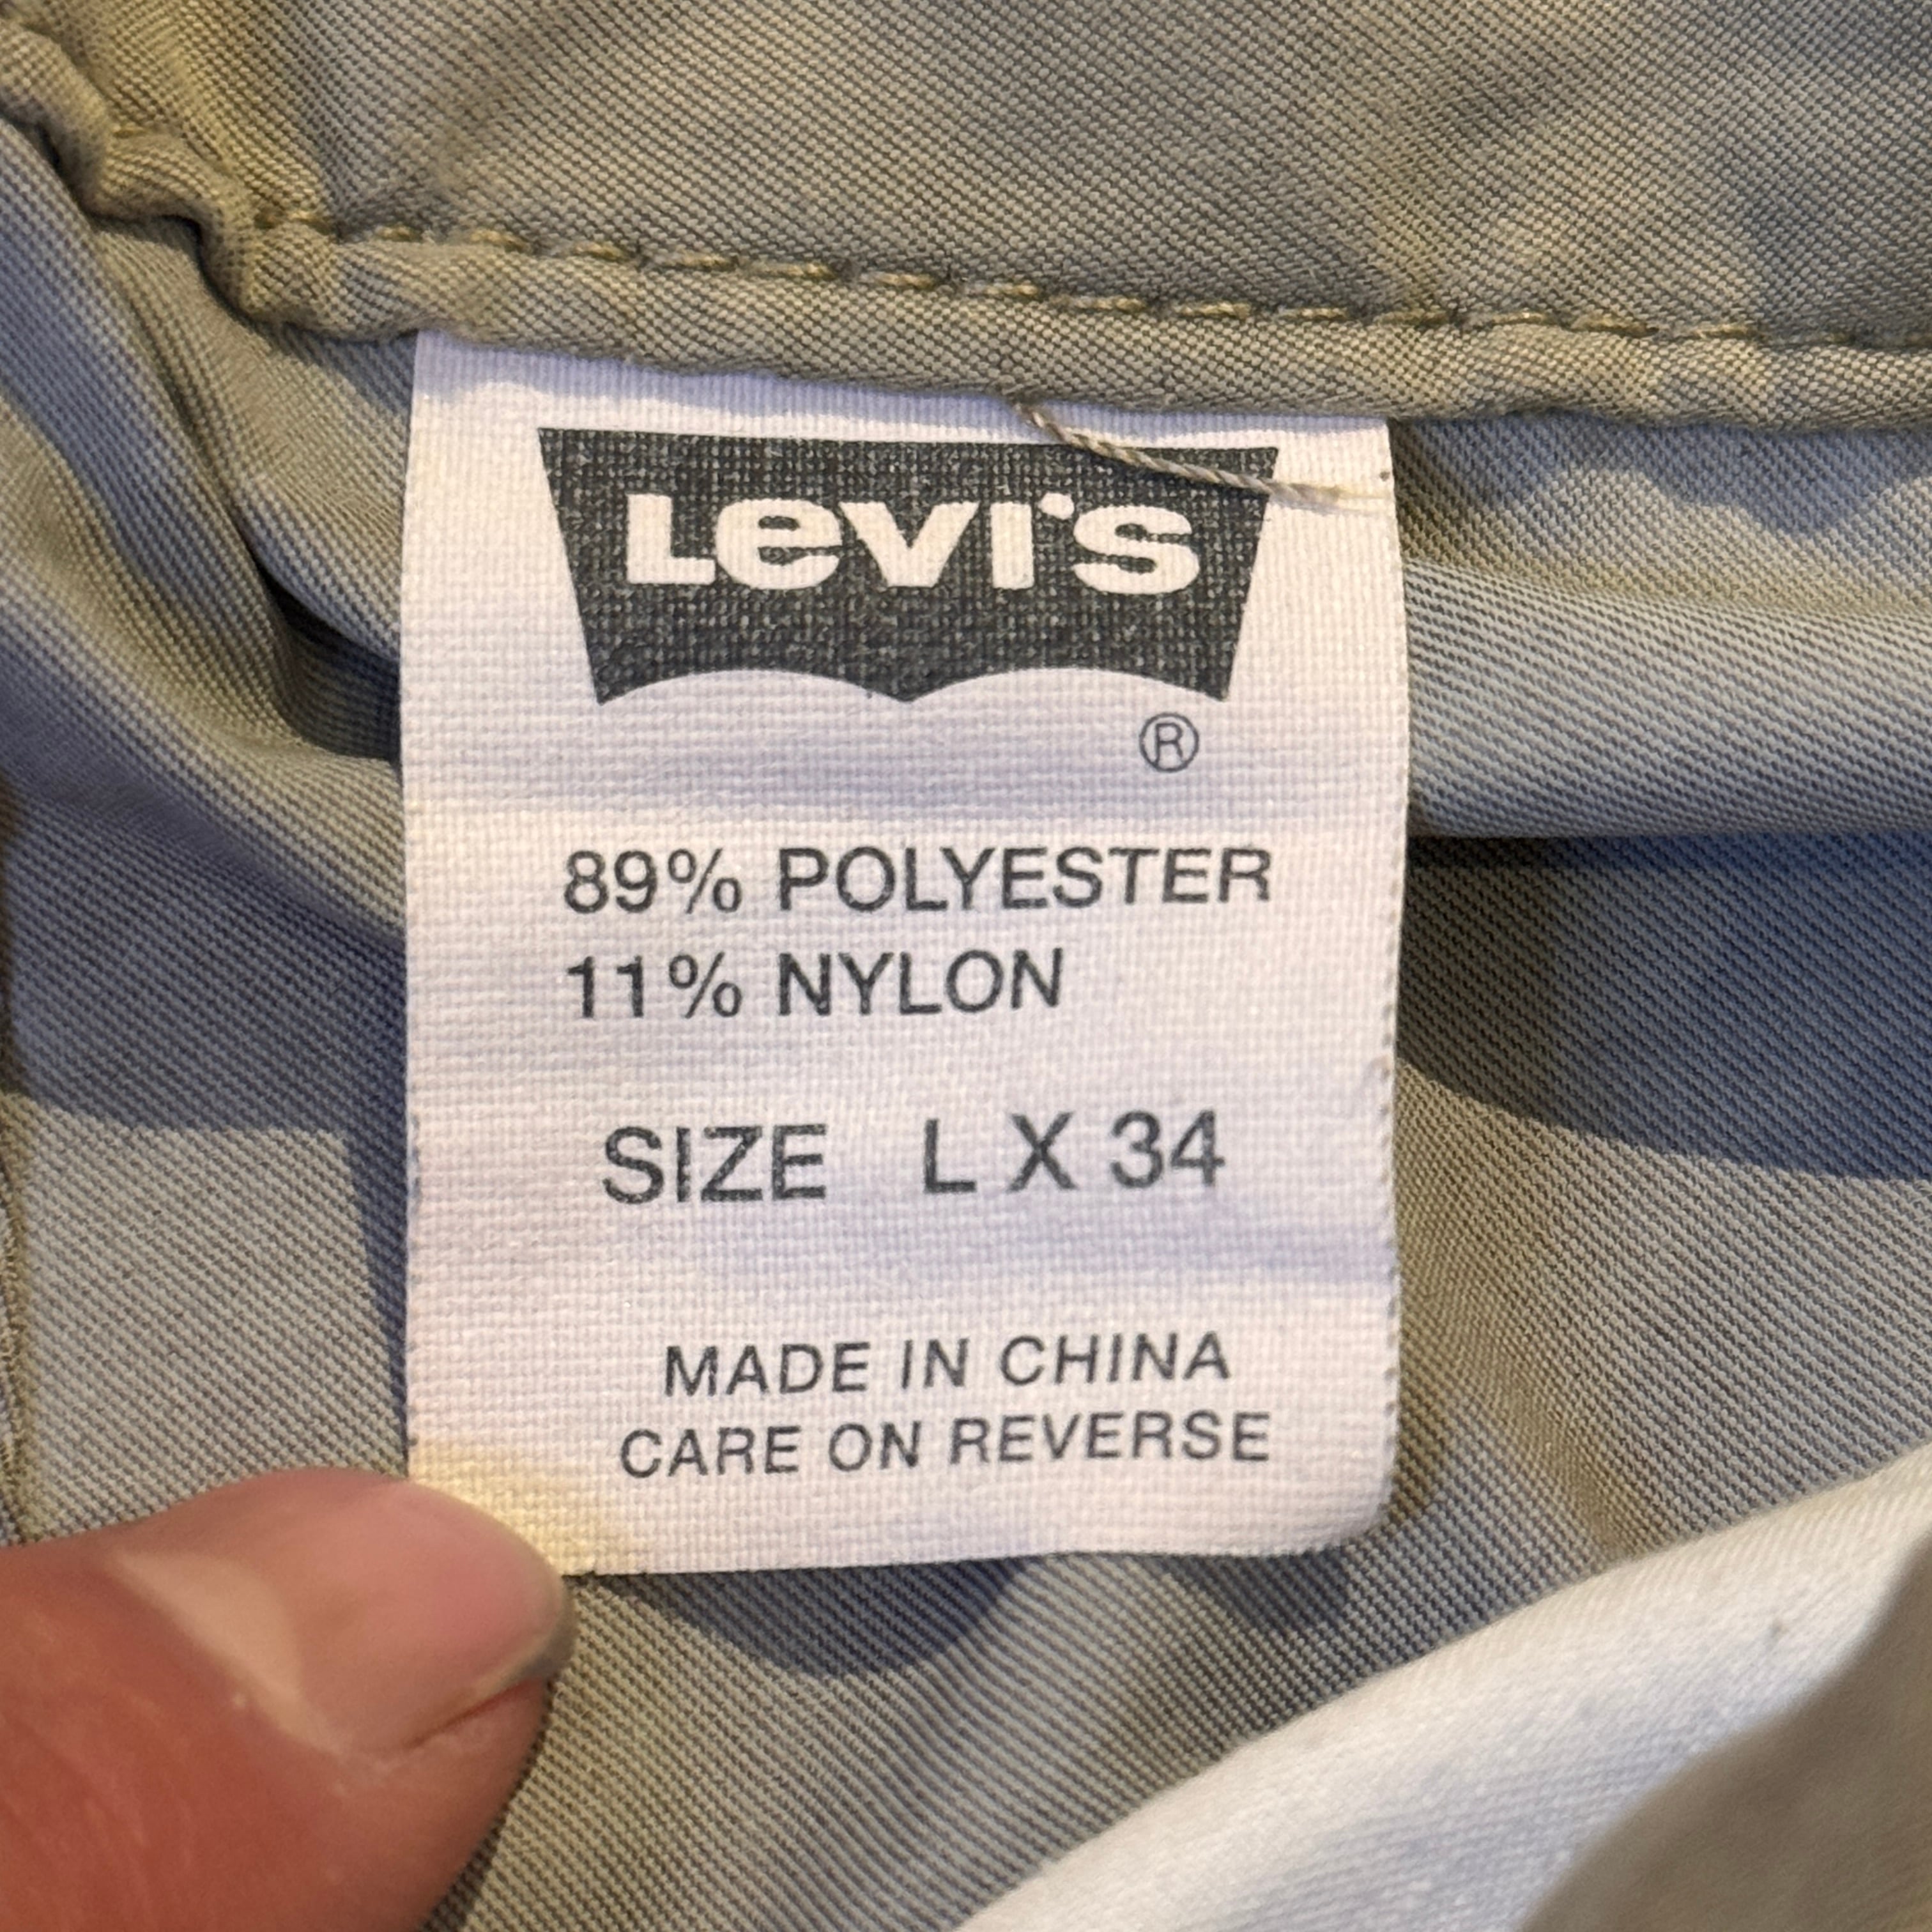 Levi's
®
89% POLYESTER
11% NYLON
SIZE L X 34
MADE IN CHINA
CARE ON REVERSE